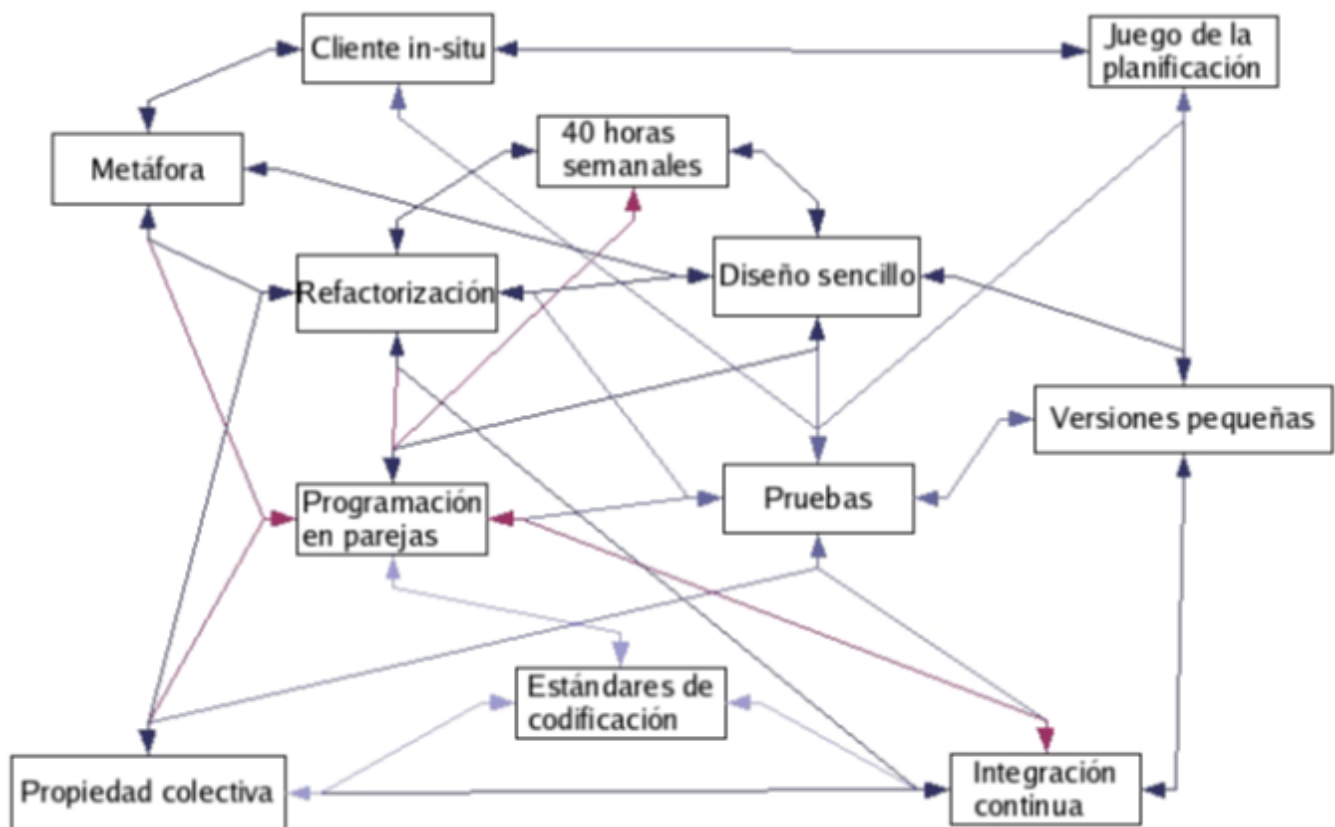 Cliente in-situ
Juego de la
planificación
40 horas
semanales
Metáfora
Diseño sencillo
Refactorización
Versiones pequeñas
Programación
en parejas
Pruebas
Estándares de
codificación
Propiedad colectiva
Integración
continua